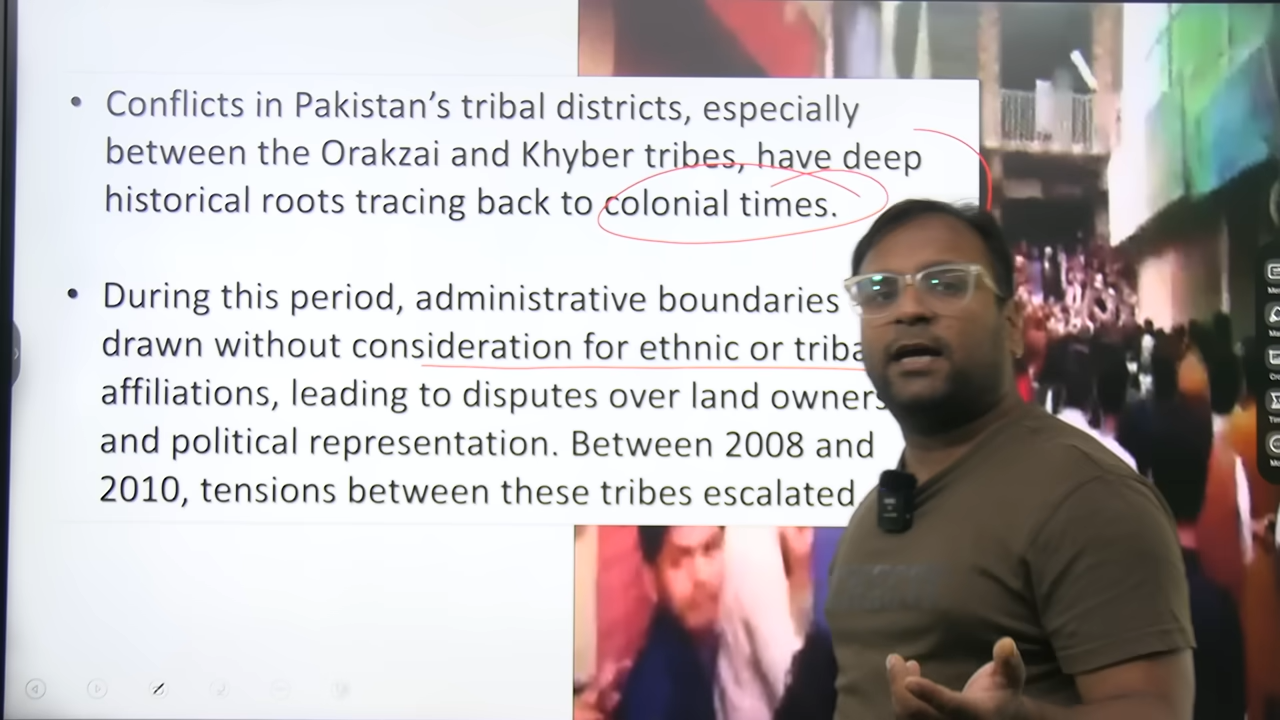 • Conflicts in Pakistan’s tribal districts, especially
between the Orakzai and Khyber tribes, have deep
historical roots tracing back to colonial times.
• During this period, administrative boundaries
drawn without consideration for ethnic or
affiliations, leading to disputes over land
and political representation. Between 2008 and
2010, tensions between these tribes escalated